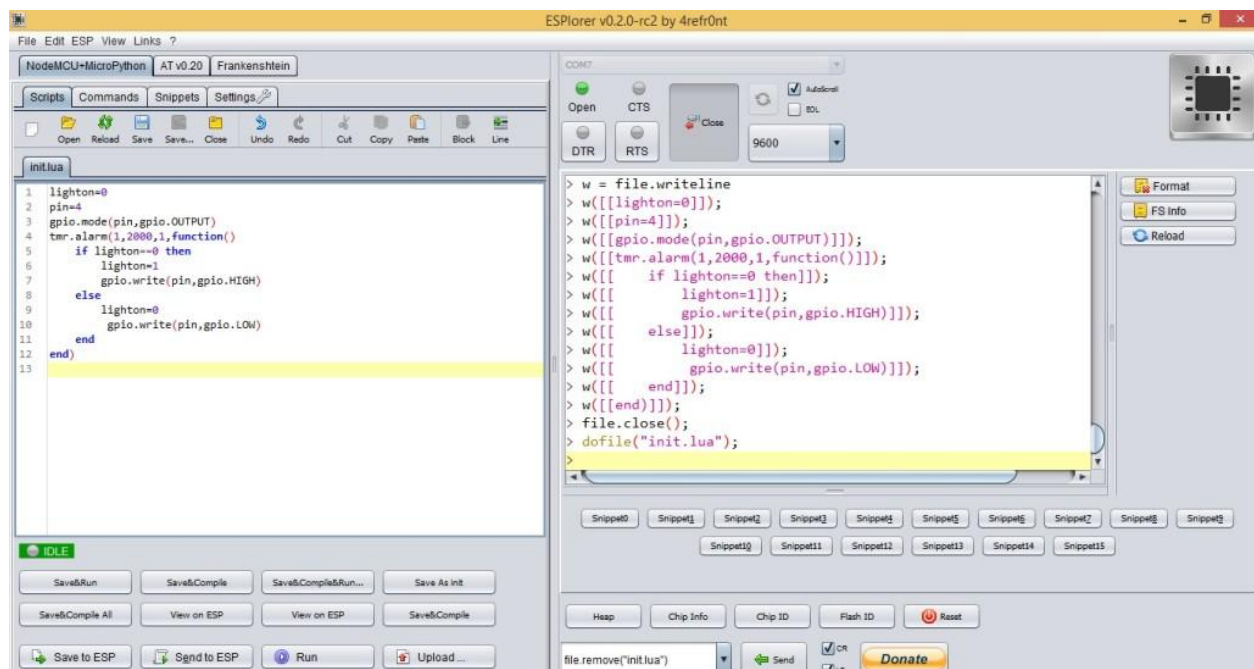 ESPlorer v0.2.0-rc2 by 4refr0nt
File Edit ESP View Links ?
NodeMCU+MicroPython AT v0.20 Frankenshtein
Scripts Commands Snippets Settings
Open Reload Save Save... Close Undo Redo Cut Copy Paste Block Line
init.lua
1 lighton=0
2 pin=4
3 gpio.mode(pin,gpio.OUTPUT)
4 tmr.alarm(1,2000,1,function()
5     if lighton==0 then
6         lighton=1
7         gpio.write(pin,gpio.HIGH)
8     else
9         lighton=0
10          gpio.write(pin,gpio.LOW)
11     end
12 end)
13
IDLE
Save&Run Save&Compile Save&Compile&Run... Save As init
Save&Compile All View on ESP View on ESP Save&Compile
Save to ESP Send to ESP Run Upload ...
COM7
Open CTS Close AutoScroll
EOL
DTR RTS 9600
> w = file.writeline
> w([[lighton=0]]);
> w([[pin=4]]);
> w([[gpio.mode(pin,gpio.OUTPUT)]]);
> w([[tmr.alarm(1,2000,1,function()]]);
> w([[    if lighton==0 then]]);
> w([[        lighton=1]]);
> w([[        gpio.write(pin,gpio.HIGH)]]);
> w([[    else]]);
> w([[        lighton=0]]);
> w([[         gpio.write(pin,gpio.LOW)]]);
> w([[    end]]);
> w([[end)]]);
> file.close();
> dofile("init.lua");
>
Format
FS Info
Reload
Snippet0 Snippet1 Snippet2 Snippet3 Snippet4 Snippet5 Snippet6 Snippet7 Snippet8 Snippet9
Snippet10 Snippet11 Snippet12 Snippet13 Snippet14 Snippet15
Heap Chip Info Chip ID Flash ID Reset
file.remove("init.lua") Send CR Donate